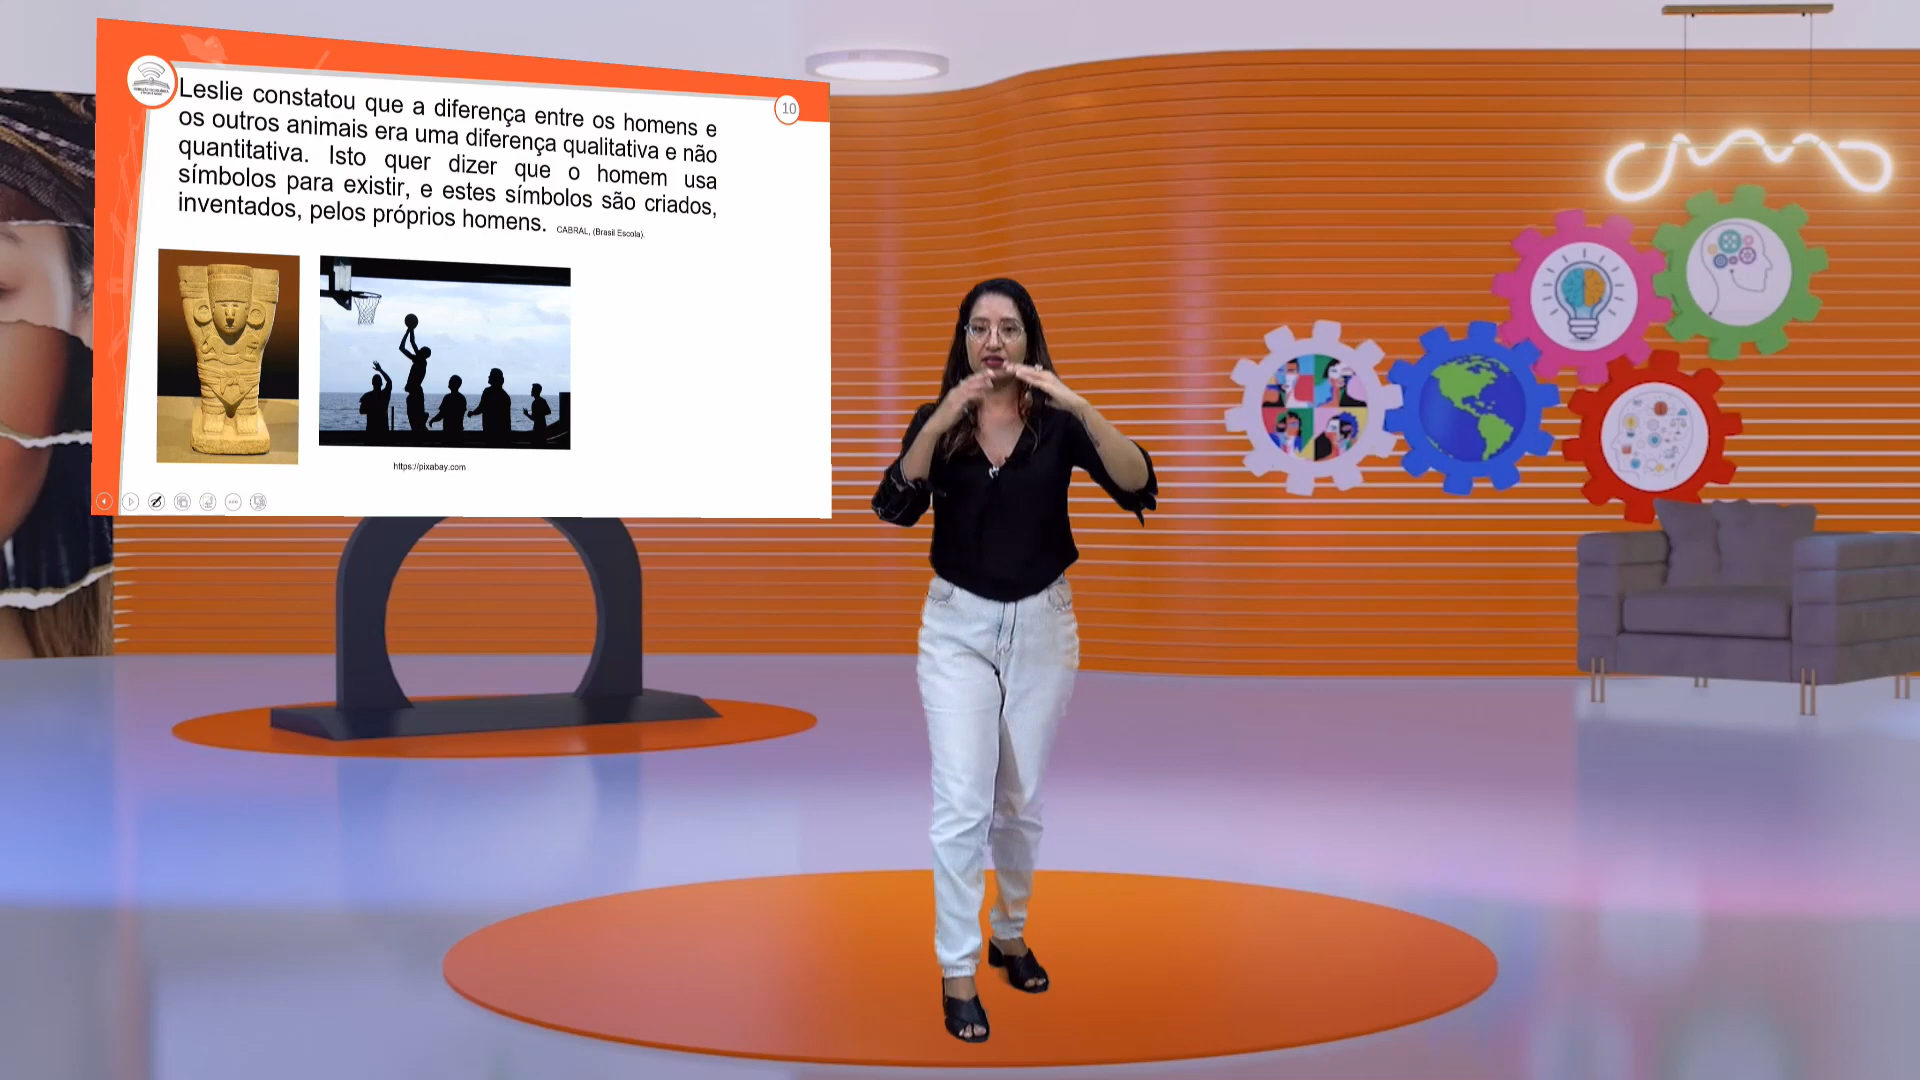 Leslie constatou que a diferença entre os homens e
os outros animais era uma diferença qualitativa e não
quantitativa. Isto quer dizer que o homem usa
símbolos para existir, e estes símbolos são criados,
inventados, pelos próprios homens. CABRAL, (Brasil Escola).
10
https://pixabay.com